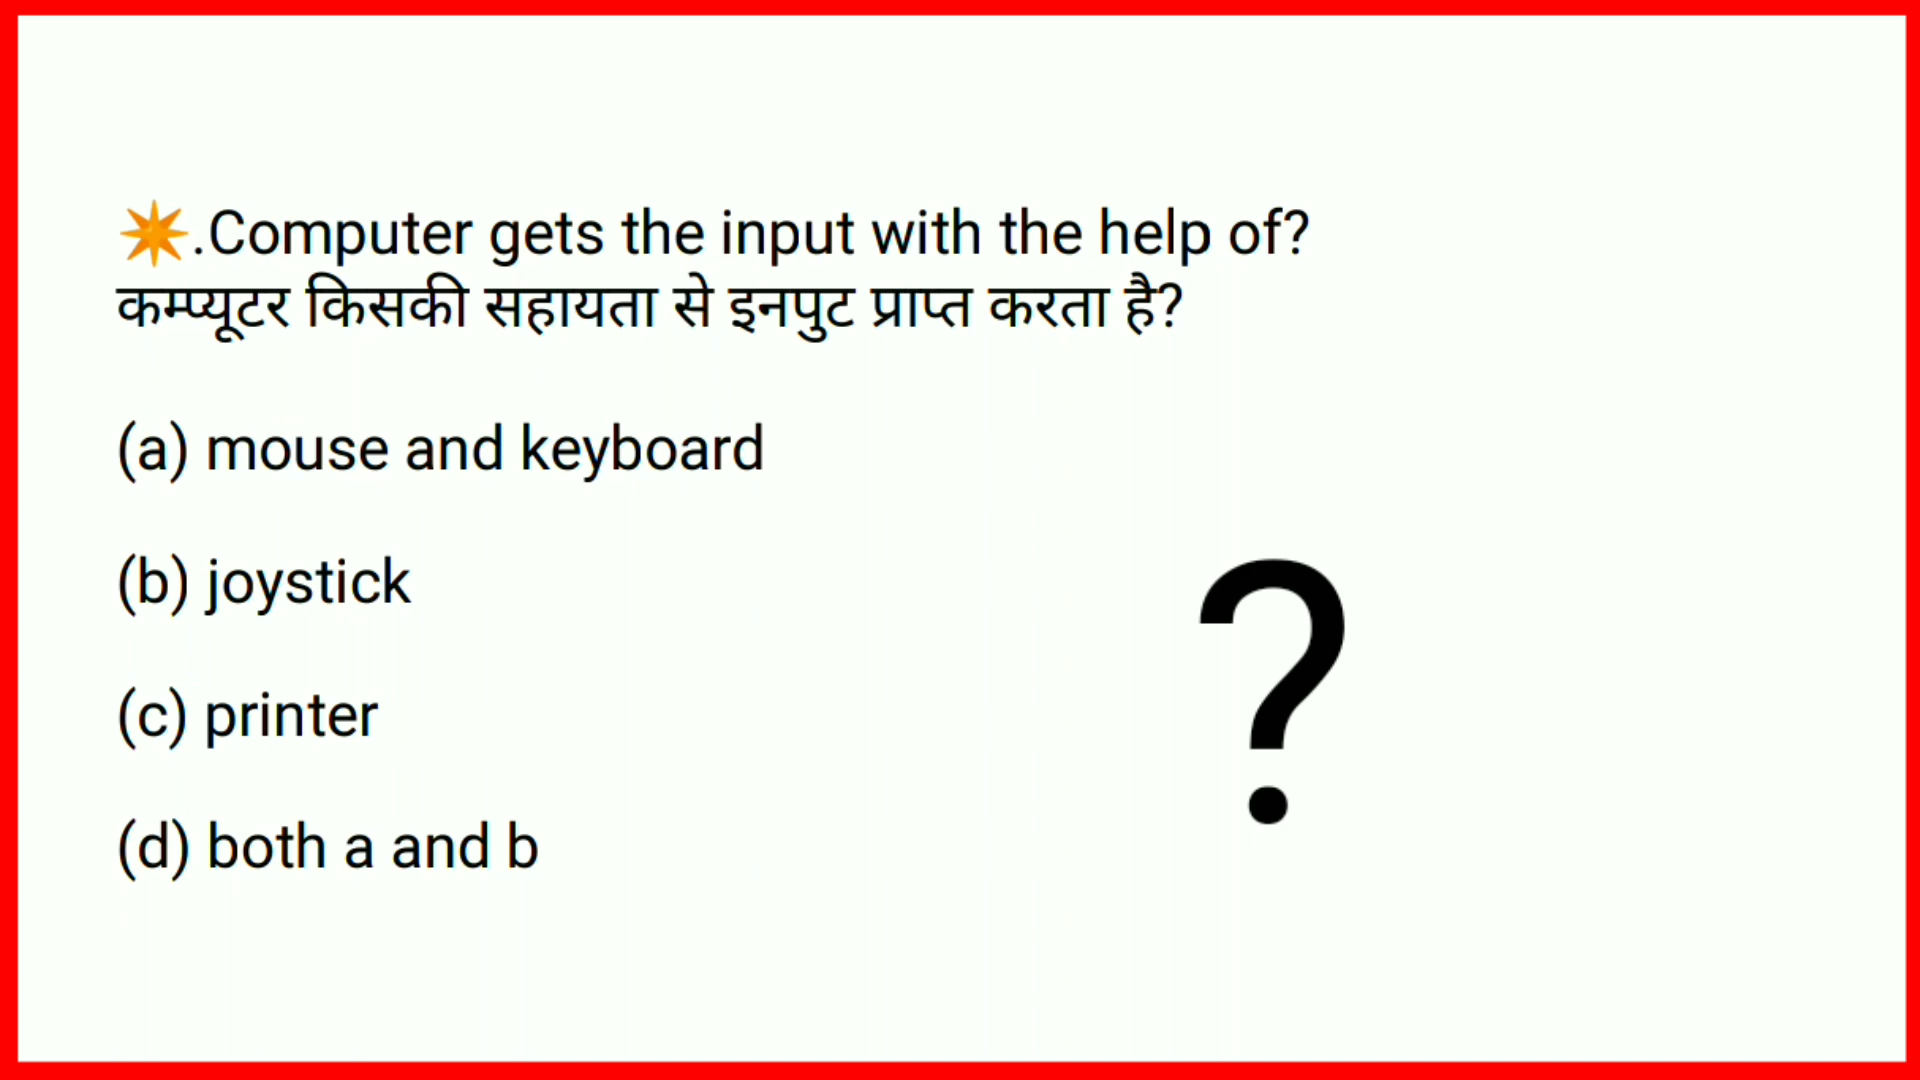 ✴️.Computer gets the input with the help of?
कम्प्यूटर किसकी सहायता से इनपुट प्राप्त करता है?
(a) mouse and keyboard
(b) joystick
(c) printer
(d) both a and b
?